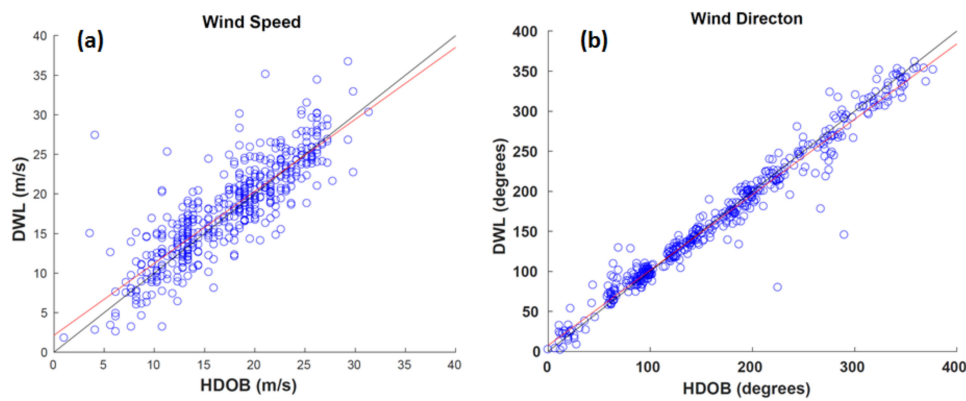 Wind Speed
(a)
40
35
30
25
20
15
10
5
0
DWL (m/s)
0 5 10 15 20 25 30 35 40
HDOB (m/s)
Wind Directon
(b)
400
350
300
250
200
150
100
50
0
DWL (degrees)
0 100 200 300 400
HDOB (degrees)